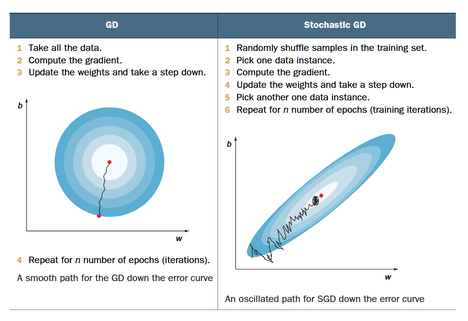 GD
Stochastic GD
1 Take all the data.
2 Compute the gradient.
3 Update the weights and take a step down.
b
w
4 Repeat for n number of epochs (iterations).
A smooth path for the GD down the error curve
1 Randomly shuffle samples in the training set.
2 Pick one data instance.
3 Compute the gradient.
4 Update the weights and take a step down.
5 Pick another one data instance.
6 Repeat for n number of epochs (training iterations).
b
w
An oscillated path for SGD down the error curve